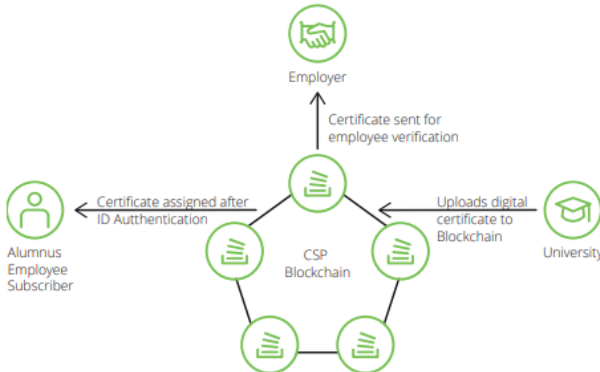 Employer
Certificate sent for
employee verification
Certificate assigned after
ID Autthentication
Uploads digital
certificate to
Blockchain
Alumnus
Employee
Subscriber
CSP
Blockchain
University